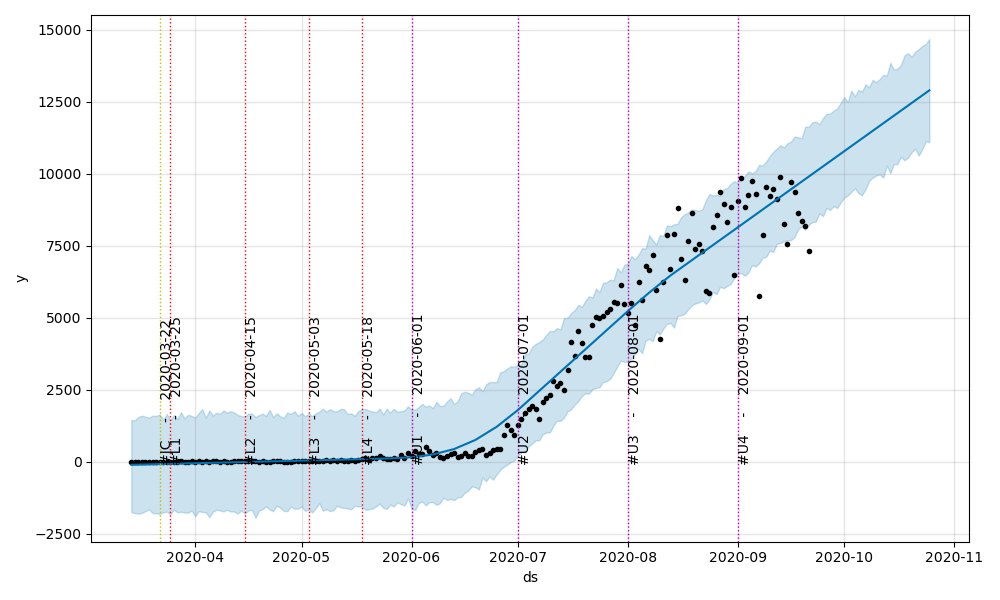 15000
12500
10000
7500
5000
2500
0
−2500
y
#JC - 2020-03-22
#L1 - 2020-03-25
#L2 - 2020-04-15
#L3 - 2020-05-03
#L4 - 2020-05-18
#U1 - 2020-06-01
#U2 - 2020-07-01
#U3 - 2020-08-01
#U4 - 2020-09-01
2020-04 2020-05 2020-06 2020-07 2020-08 2020-09 2020-10 2020-11
ds